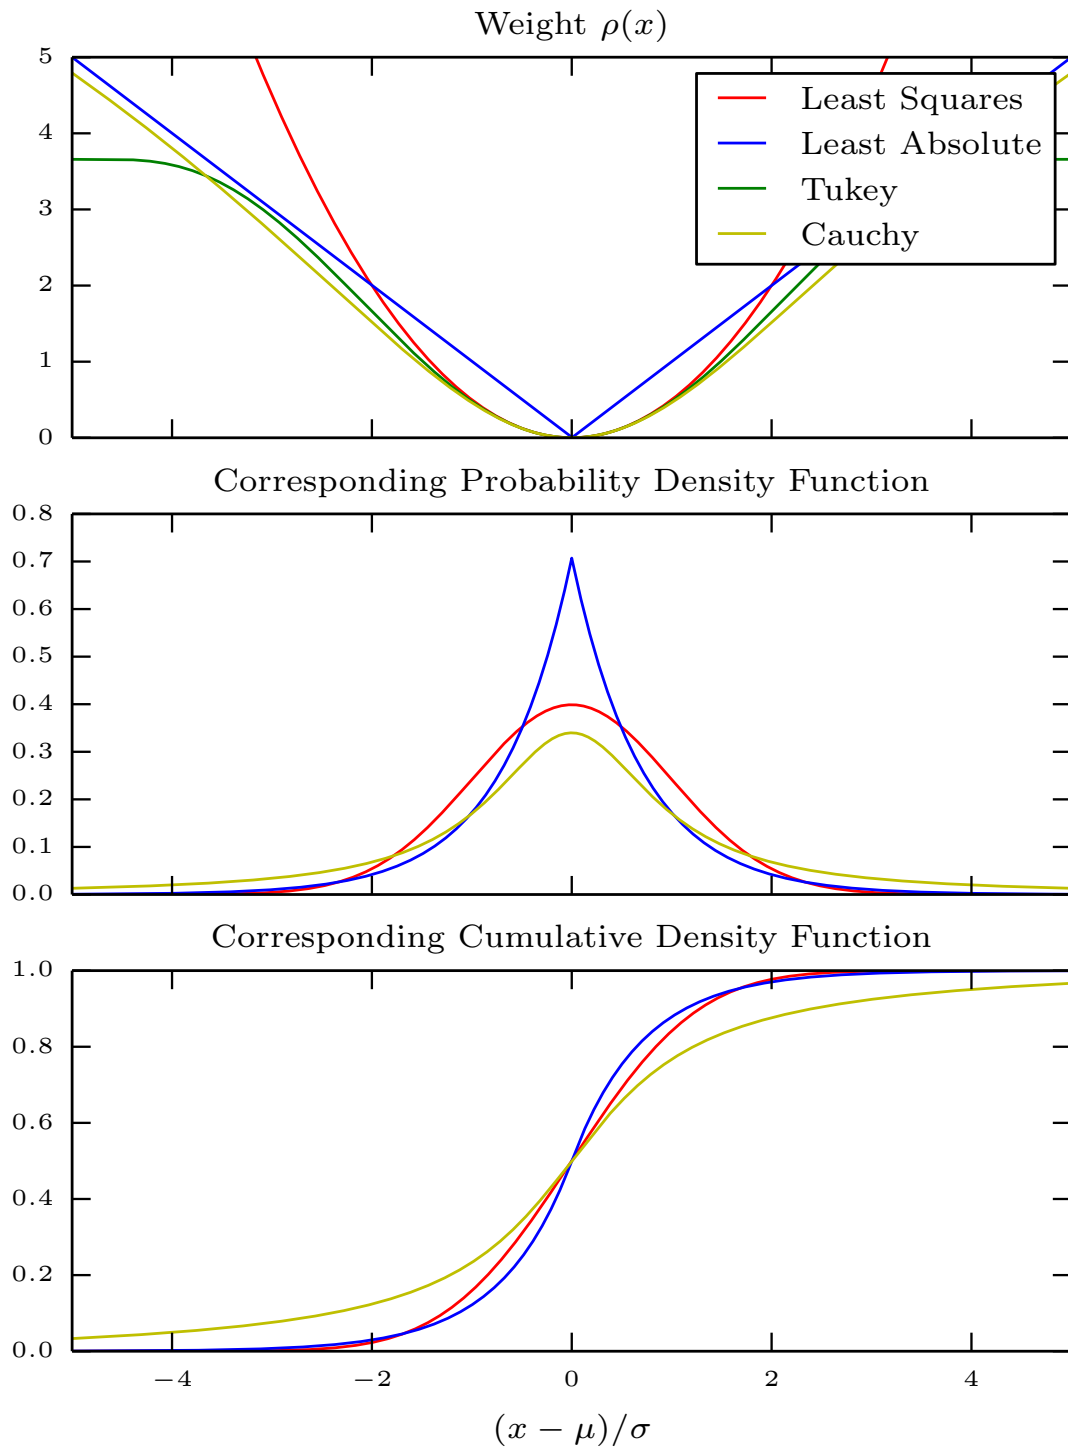 Weight ρ(x)
5
4
3
2
1
0
Least Squares
Least Absolute
Tukey
Cauchy
Corresponding Probability Density Function
0.8
0.7
0.6
0.5
0.4
0.3
0.2
0.1
0.0
Corresponding Cumulative Density Function
1.0
0.8
0.6
0.4
0.2
0.0
−4 −2 0 2 4
(x − μ)/σ